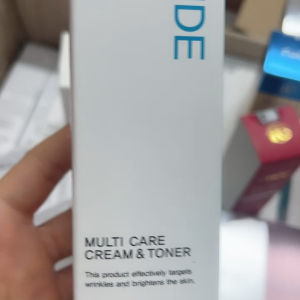 DE
MULTI CARE
CREAM & TONER
This product effectively targets
wrinkles and brightens the skin.